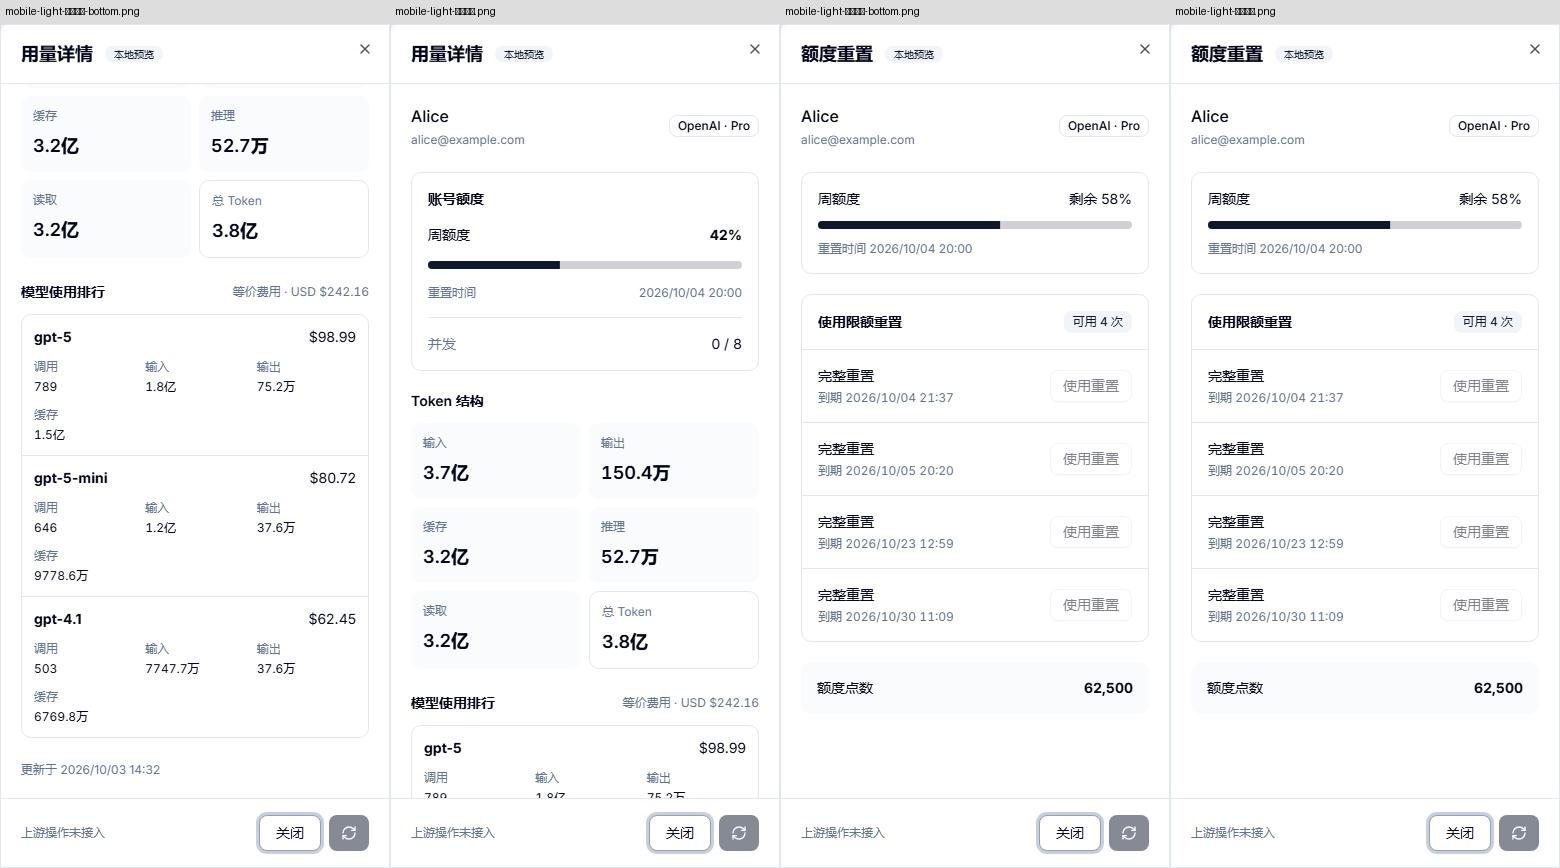 mobile-light-
-bottom.png
用量详情
本地预览
缓存
3.2亿
推理
52.7万
读取
3.2亿
总 Token
3.8亿
模型使用排行
等价费用 · USD $242.16
gpt-5
$98.99
调用
输入
输出
789
1.8亿
75.2万
缓存
1.5亿
gpt-5-mini
$80.72
调用
输入
输出
646
1.2亿
37.6万
缓存
9778.6万
gpt-4.1
$62.45
调用
输入
输出
503
7747.7万
37.6万
缓存
6769.8万
更新于 2026/10/03 14:32
上游操作未接入
关闭
mobile-light-
.png
用量详情
本地预览
Alice
alice@example.com
OpenAI · Pro
账号额度
周额度
42%
重置时间
2026/10/04 20:00
并发
0 / 8
Token 结构
输入
3.7亿
输出
150.4万
缓存
3.2亿
推理
52.7万
读取
3.2亿
总 Token
3.8亿
模型使用排行
等价费用 · USD $242.16
gpt-5
$98.99
调用
输入
输出
789
1.8亿
75.2万
上游操作未接入
关闭
mobile-light-
-bottom.png
额度重置
本地预览
Alice
alice@example.com
OpenAI · Pro
周额度
剩余 58%
重置时间 2026/10/04 20:00
使用限额重置
可用 4 次
完整重置
到期 2026/10/04 21:37
使用重置
完整重置
到期 2026/10/05 20:20
使用重置
完整重置
到期 2026/10/23 12:59
使用重置
完整重置
到期 2026/10/30 11:09
使用重置
额度点数
62,500
上游操作未接入
关闭
mobile-light-
.png
额度重置
本地预览
Alice
alice@example.com
OpenAI · Pro
周额度
剩余 58%
重置时间 2026/10/04 20:00
使用限额重置
可用 4 次
完整重置
到期 2026/10/04 21:37
使用重置
完整重置
到期 2026/10/05 20:20
使用重置
完整重置
到期 2026/10/23 12:59
使用重置
完整重置
到期 2026/10/30 11:09
使用重置
额度点数
62,500
上游操作未接入
关闭